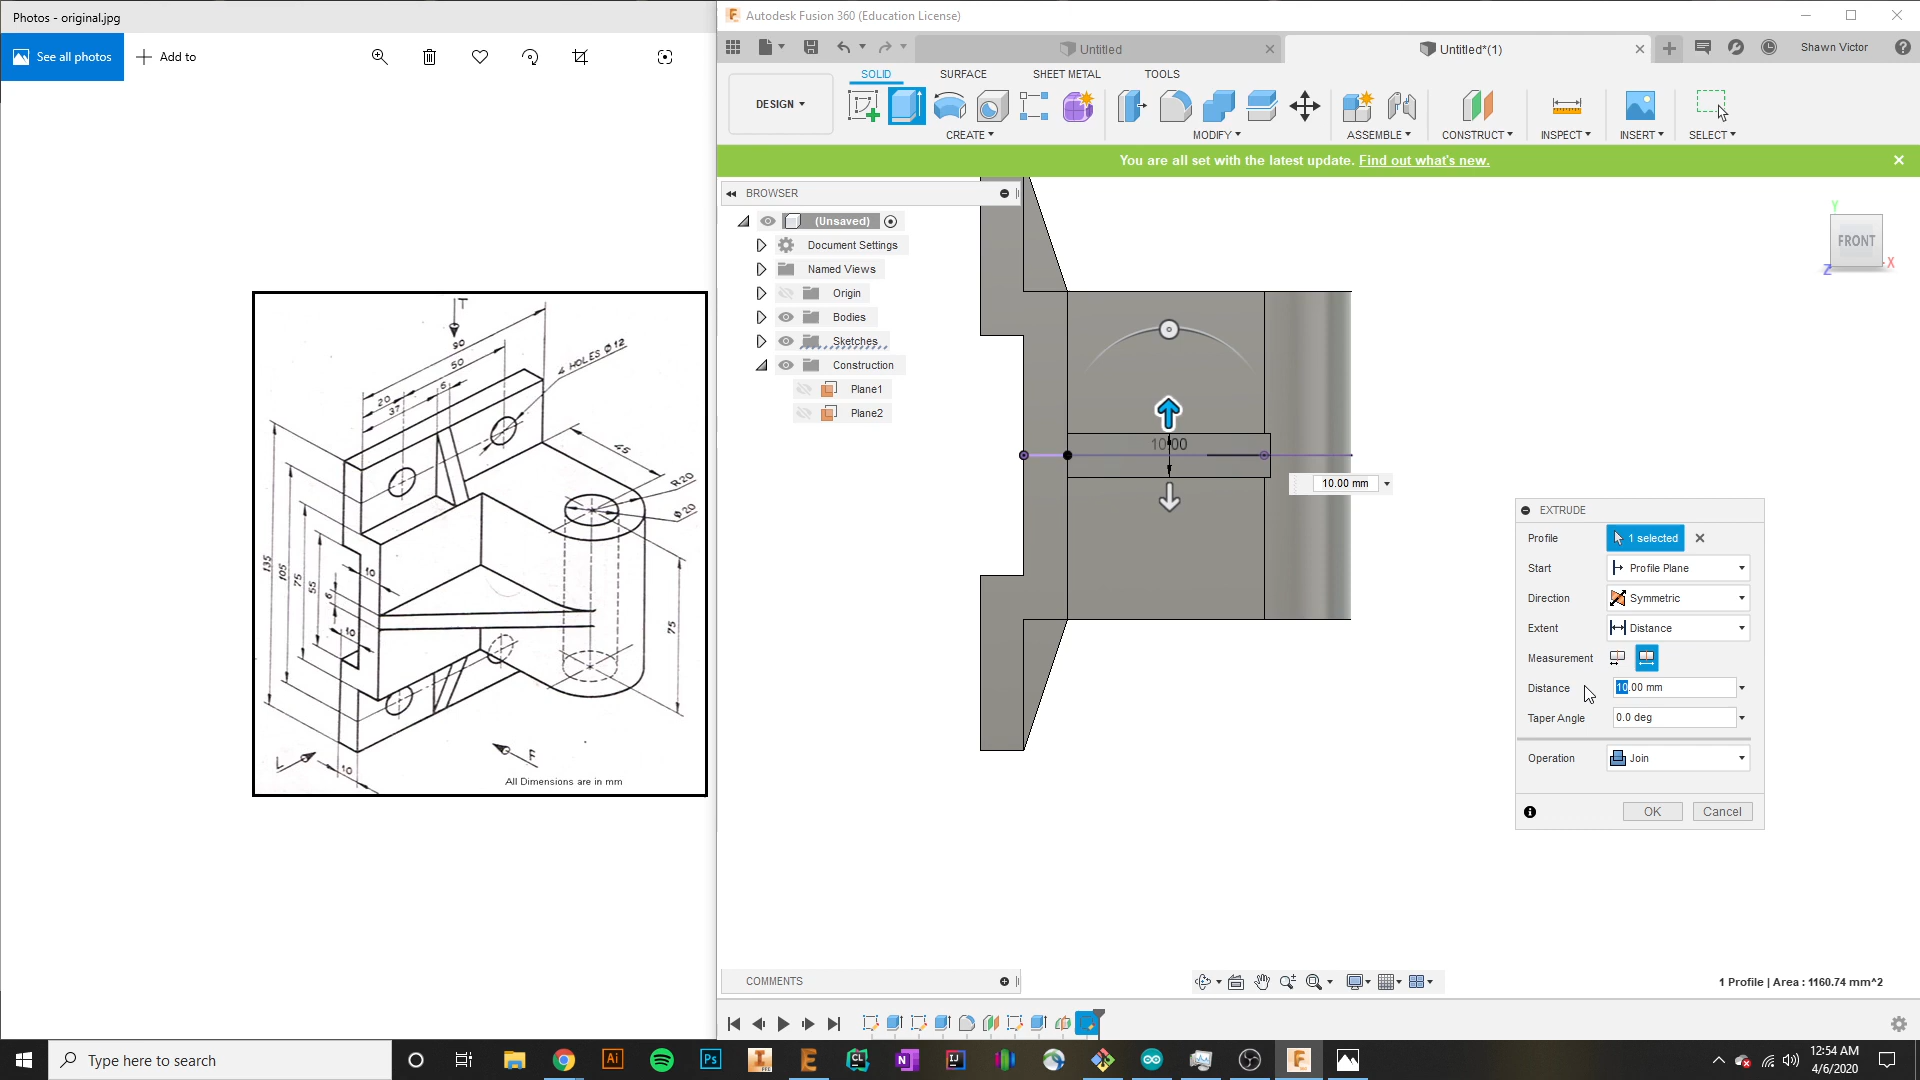 Photos - original.jpg
See all photos
Add to
T
90
50
6
20
37
4 HOLES Ø 12
45
R20
Ø 20
135
105
75
55
6
10
10
75
L
F
10
All Dimensions are in mm
Autodesk Fusion 360 (Education License)
Untitled
Untitled*(1)
Shawn Victor
SOLID
SURFACE
SHEET METAL
TOOLS
DESIGN
CREATE
MODIFY
ASSEMBLE
CONSTRUCT
INSPECT
INSERT
SELECT
You are all set with the latest update. Find out what's new.
BROWSER
(Unsaved)
Document Settings
Named Views
Origin
Bodies
Sketches
Construction
Plane1
Plane2
Y
FRONT
Z
X
10.00
10.00 mm
EXTRUDE
Profile
1 selected
Start
Profile Plane
Direction
Symmetric
Extent
Distance
Measurement
Distance
10.00 mm
Taper Angle
0.0 deg
Operation
Join
OK
Cancel
COMMENTS
1 Profile | Area : 1160.74 mm^2
Type here to search
Ai
Ps
12:54 AM
4/6/2020